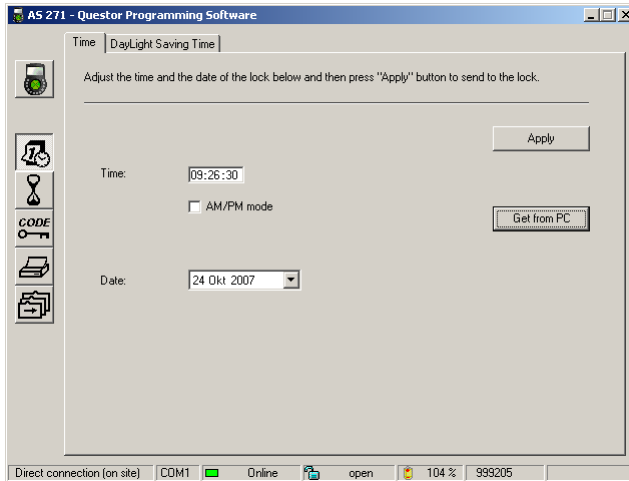 AS 271 - Questor Programming Software
Time DayLight Saving Time
Adjust the time and the date of the lock below and then press "Apply" button to send to the lock.
Apply
Time: 09:26:30
AM/PM mode
Get from PC
CODE
Date: 24 Okt 2007
Direct connection (on site) COM1 Online open 104 % 999205